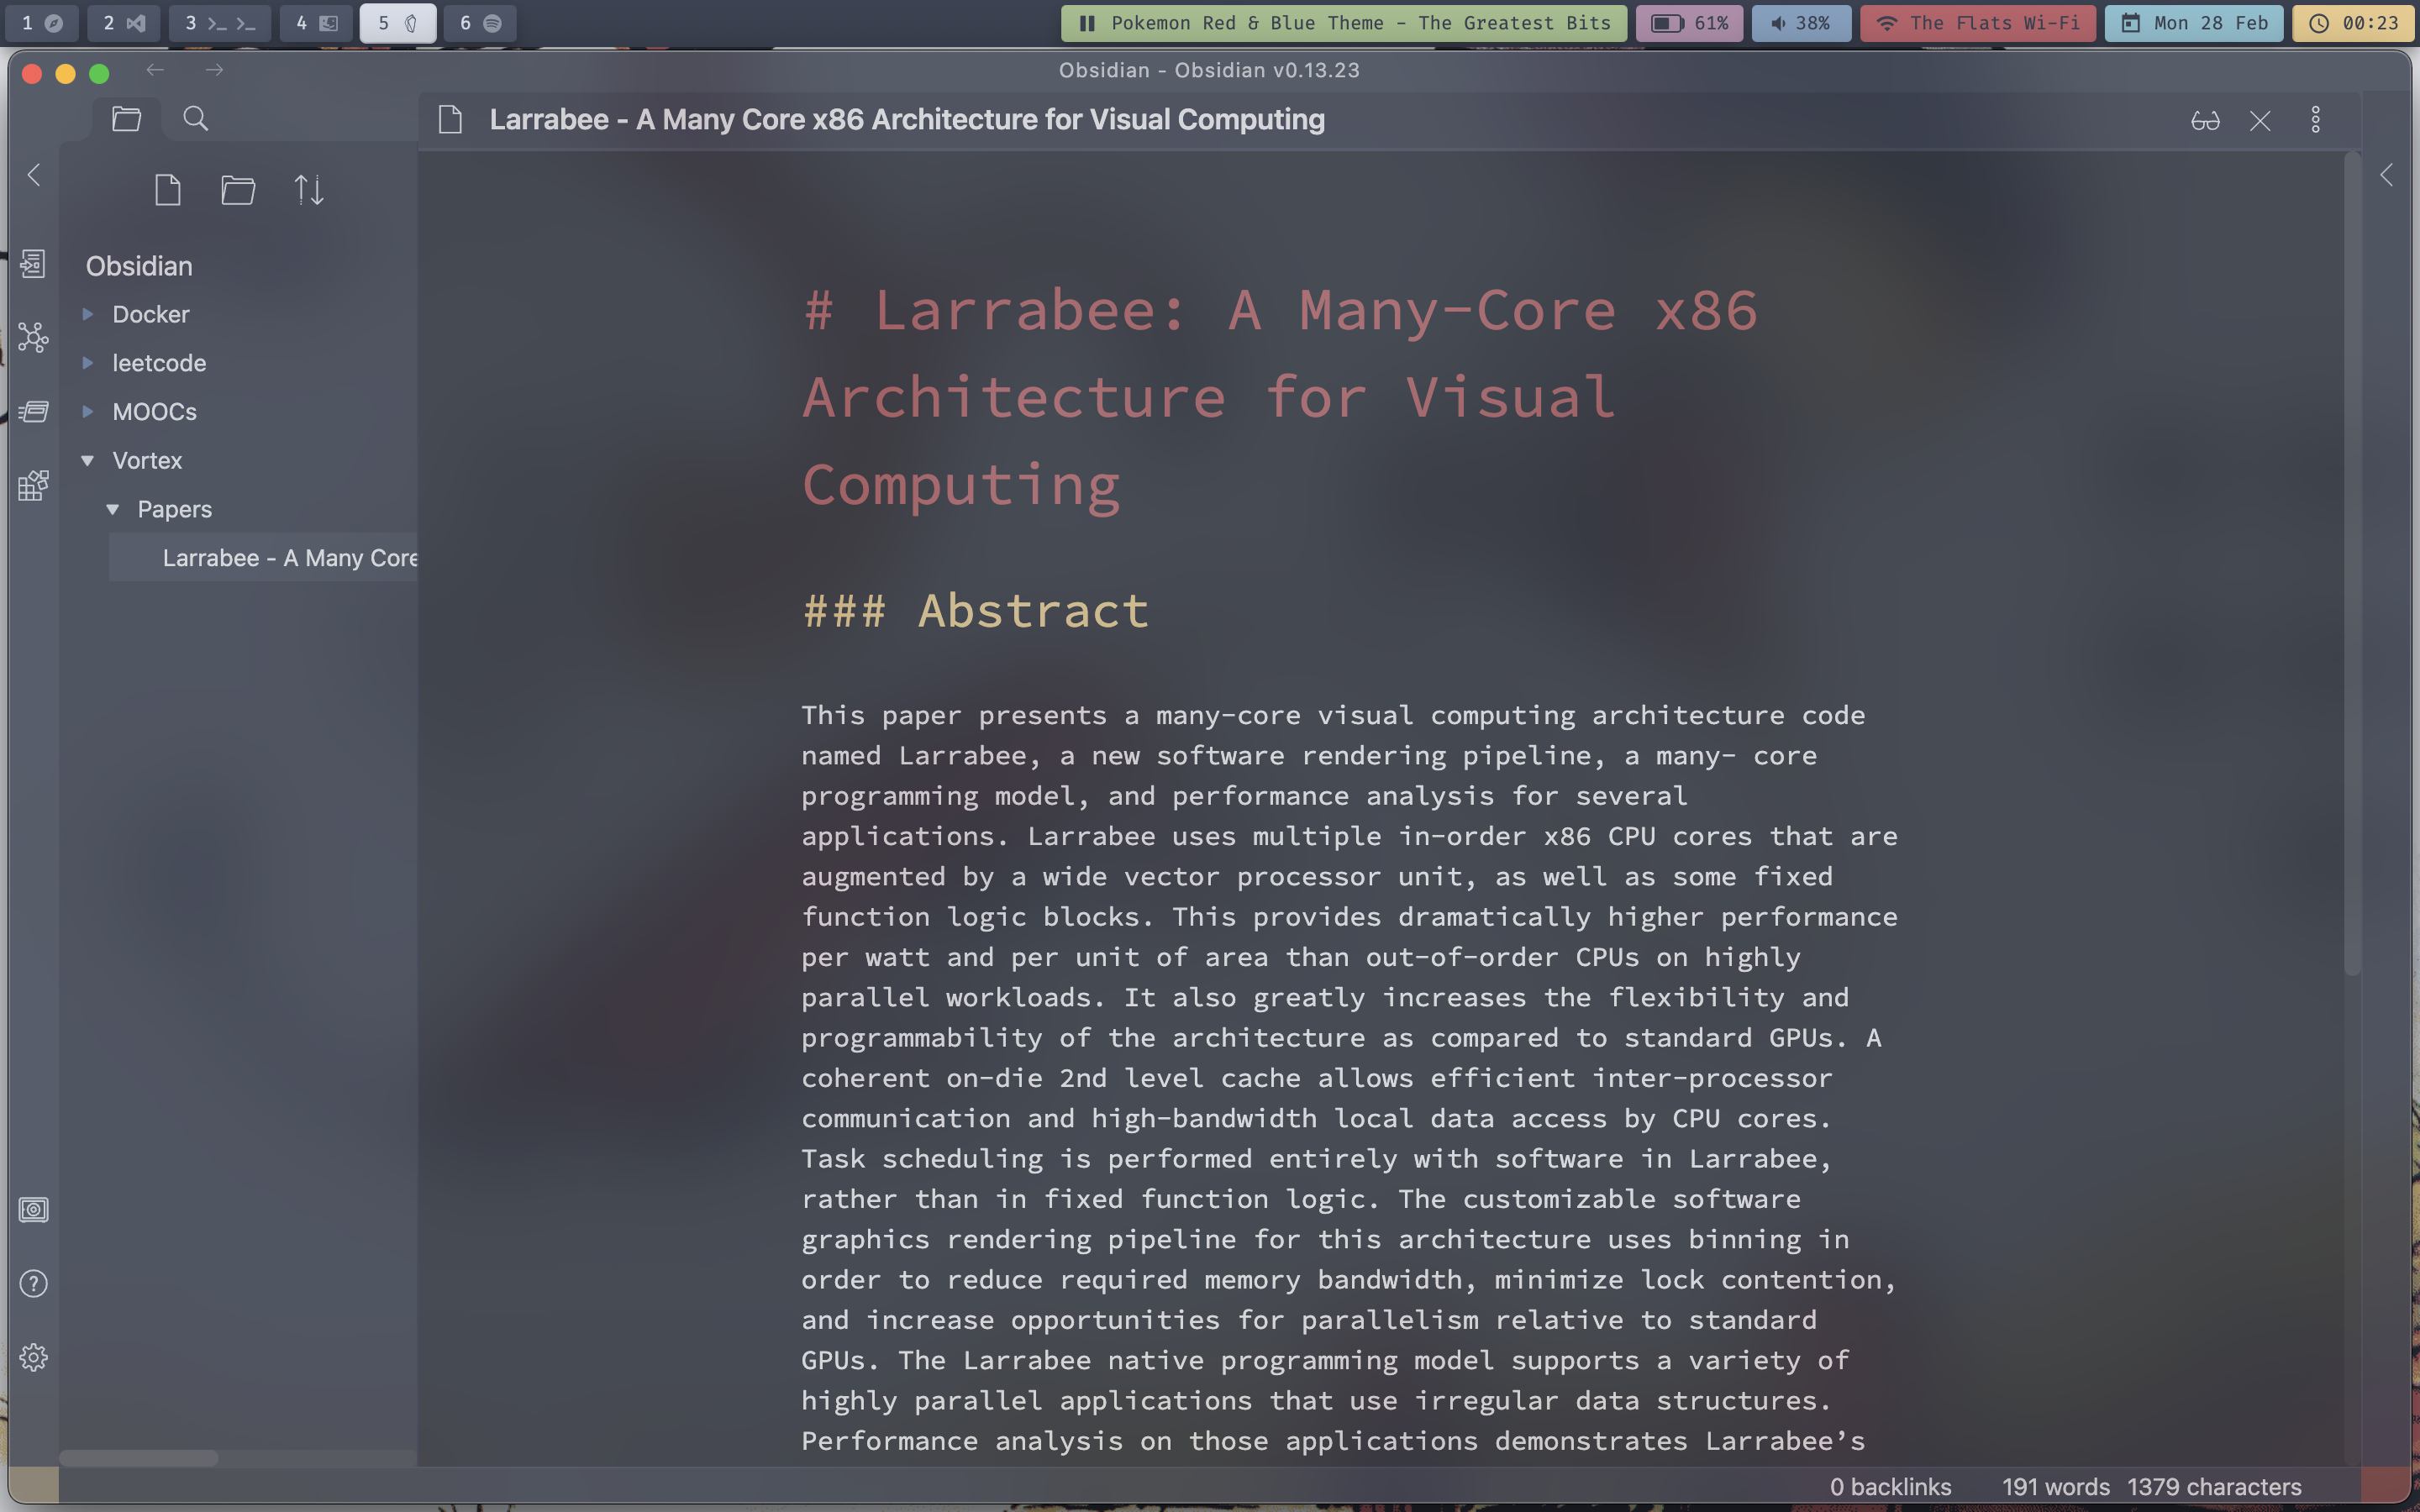 1 2 3 4 5 6 Pokemon Red & Blue Theme - The Greatest Bits 61% 38% The Flats Wi-Fi Mon 28 Feb 00:23
Obsidian - Obsidian v0.13.23
Larrabee - A Many Core x86 Architecture for Visual Computing
Obsidian
Docker
leetcode
MOOCs
Vortex
Papers
Larrabee - A Many Core
# Larrabee: A Many-Core x86
Architecture for Visual
Computing
### Abstract
This paper presents a many-core visual computing architecture code
named Larrabee, a new software rendering pipeline, a many- core
programming model, and performance analysis for several
applications. Larrabee uses multiple in-order x86 CPU cores that are
augmented by a wide vector processor unit, as well as some fixed
function logic blocks. This provides dramatically higher performance
per watt and per unit of area than out-of-order CPUs on highly
parallel workloads. It also greatly increases the flexibility and
programmability of the architecture as compared to standard GPUs. A
coherent on-die 2nd level cache allows efficient inter-processor
communication and high-bandwidth local data access by CPU cores.
Task scheduling is performed entirely with software in Larrabee,
rather than in fixed function logic. The customizable software
graphics rendering pipeline for this architecture uses binning in
order to reduce required memory bandwidth, minimize lock contention,
and increase opportunities for parallelism relative to standard
GPUs. The Larrabee native programming model supports a variety of
highly parallel applications that use irregular data structures.
Performance analysis on those applications demonstrates Larrabee’s
0 backlinks 191 words 1379 characters